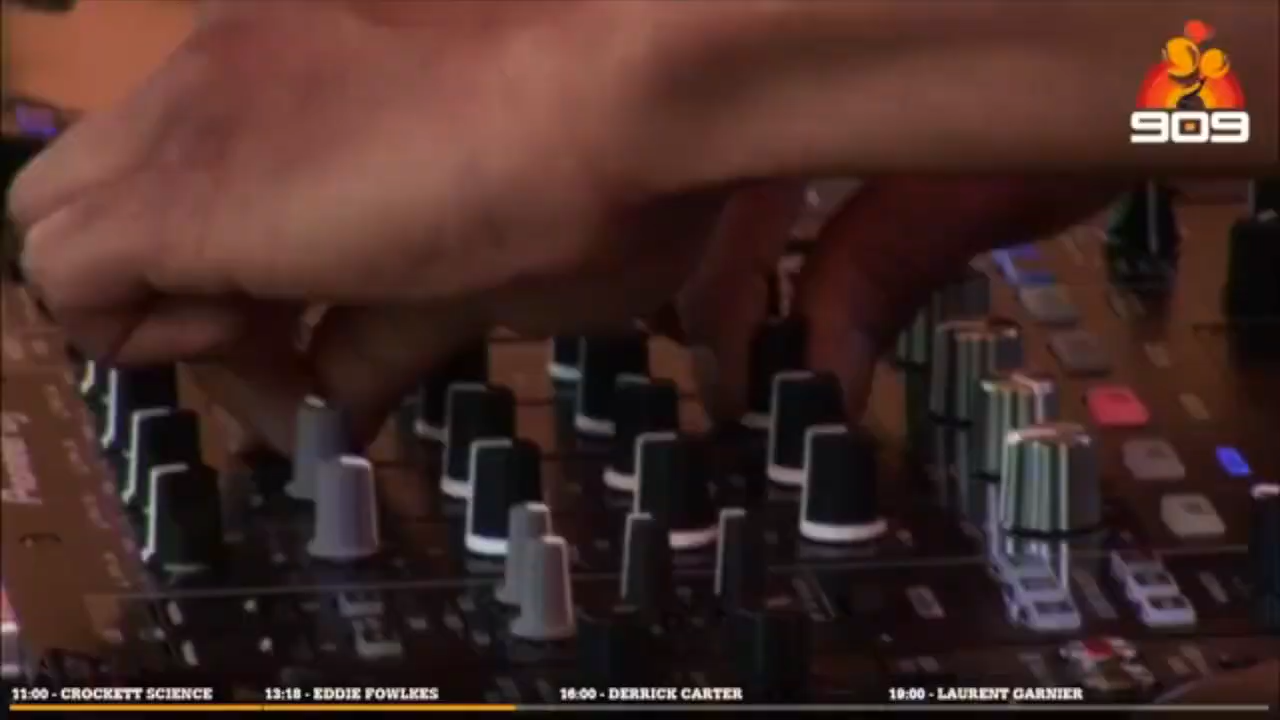 909
11:00 - CROCKETT SCIENCE
13:18 - EDDIE FOWLKES
16:00 - DERRICK CARTER
19:00 - LAURENT GARNIER